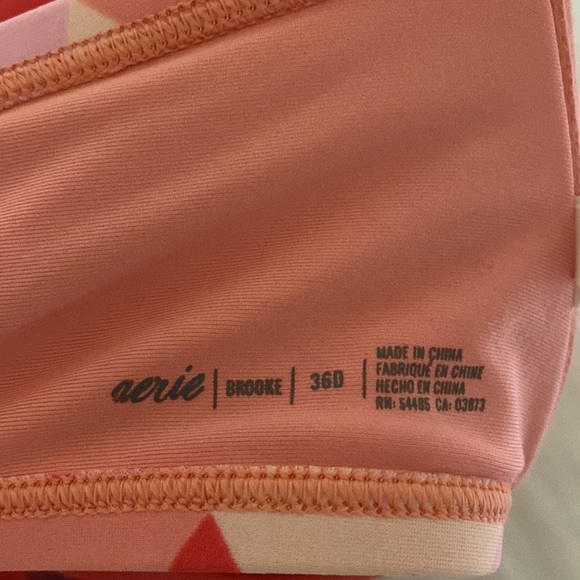 aerie | BROOKE | 36D |
MADE IN CHINA
FABRIQUÉ EN CHINE
HECHO EN CHINA
RN: 54485 CA: 03873